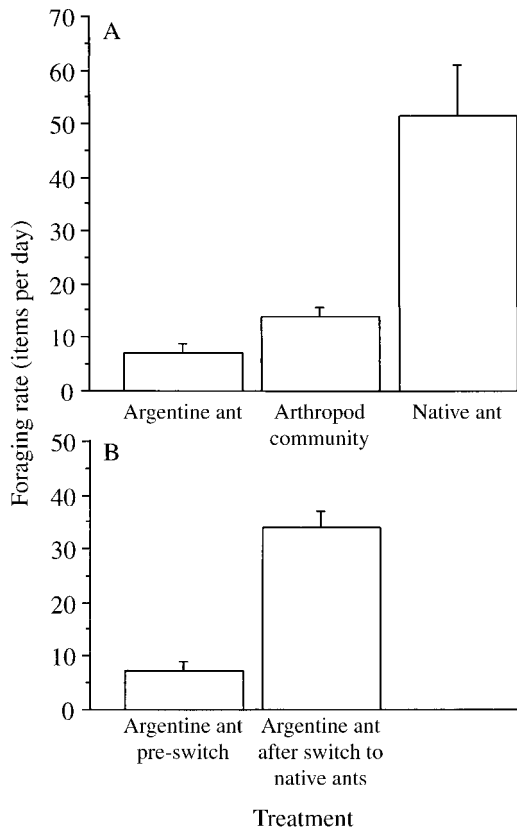 Foraging rate (items per day)
A
70
60
50
40
30
20
10
0
Argentine ant
Arthropod
community
Native ant
B
50
40
30
20
10
0
Argentine ant
pre-switch
Argentine ant
after switch to
native ants
Treatment